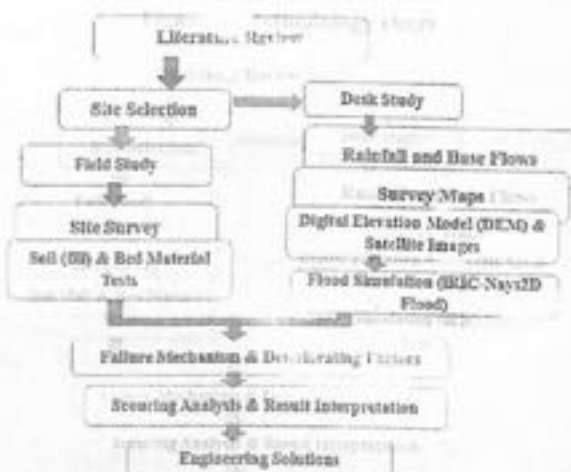 Literature Review
Site Selection
Desk Study
Field Study
Rainfall and Base Flows
Survey Maps
Site Survey
Digital Elevation Model (DEM) &
Satellite Images
Soil & Bed Material
Tests
Flood Simulation (iRIC-Nays2D
Flood)
Failure Mechanism & Factors
Scouring Analysis & Result Interpretation
Engineering Solutions